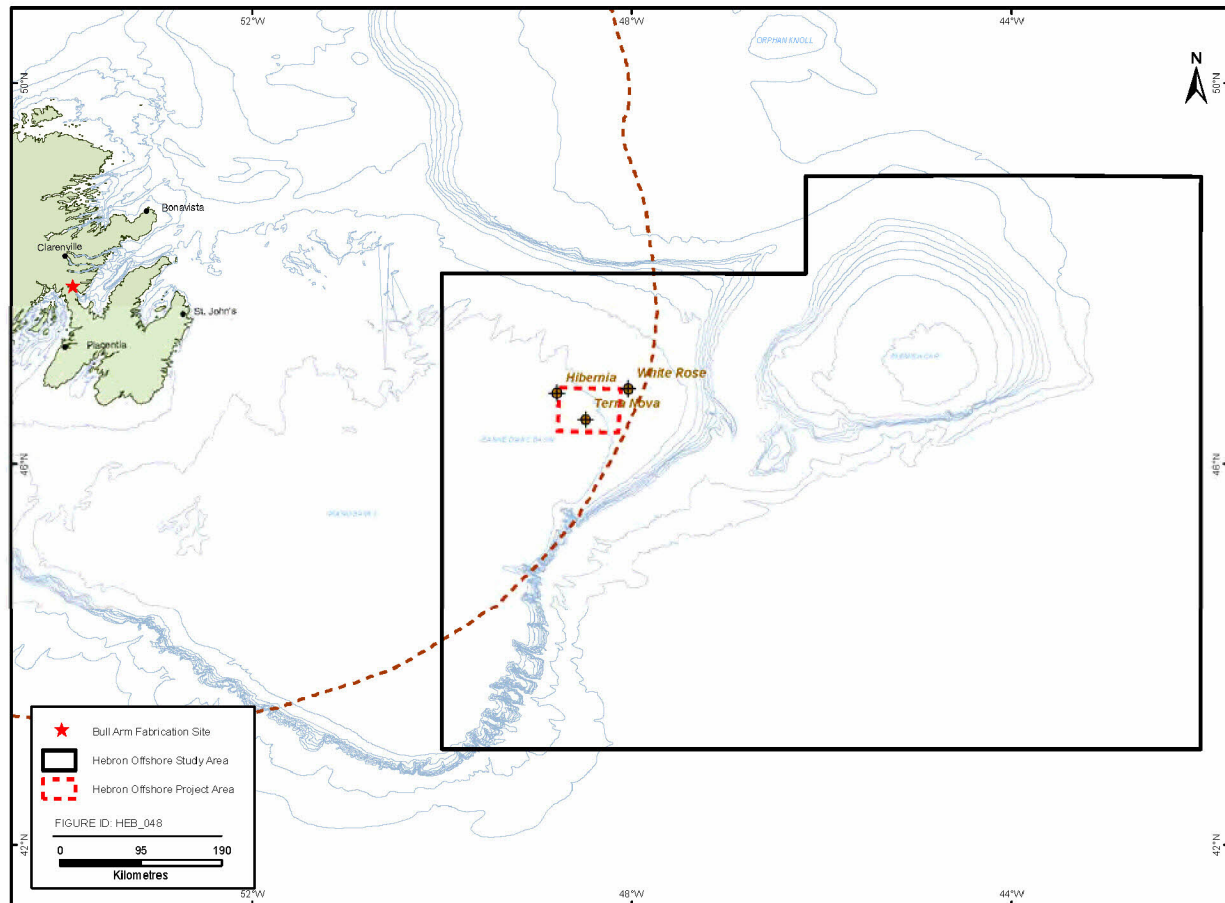 52°W
48°W
44°W
ORPHAN KNOLL
N
50°N
50°N
Bonavista
Clarenville
St. John's
Placentia
Hibernia
White Rose
Terra Nova
46°N
46°N
Bull Arm Fabrication Site
Hebron Offshore Study Area
Hebron Offshore Project Area
FIGURE ID: HEB_048
0 95 190
Kilometres
42°N
42°N
52°W
48°W
44°W